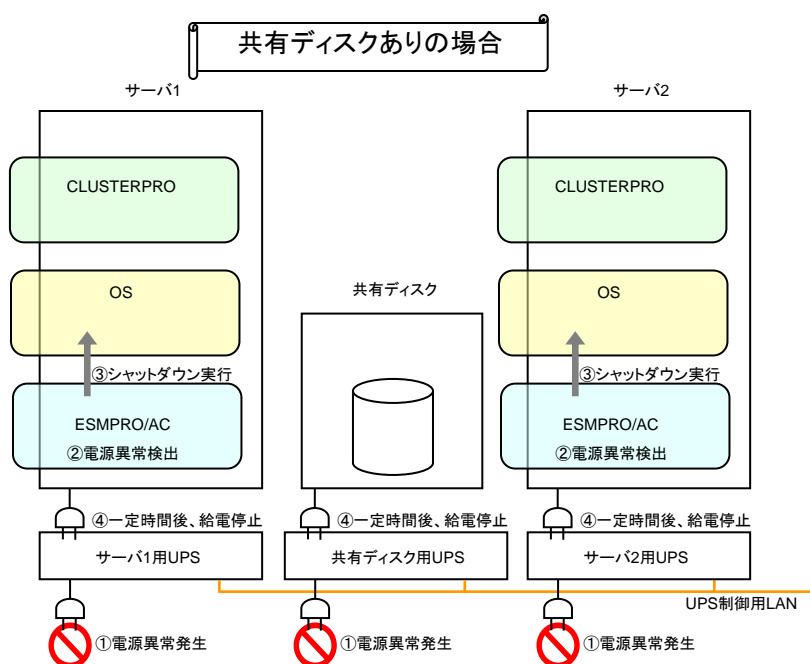 共有ディスクありの場合
サーバ1
サーバ2
CLUSTERPRO
CLUSTERPRO
OS
共有ディスク
OS
③シャットダウン実行
③シャットダウン実行
ESMPRO/AC
ESMPRO/AC
②電源異常検出
②電源異常検出
④一定時間後、給電停止
④一定時間後、給電停止
④一定時間後、給電停止
サーバ1用UPS
共有ディスク用UPS
サーバ2用UPS
UPS制御用LAN
①電源異常発生
①電源異常発生
①電源異常発生